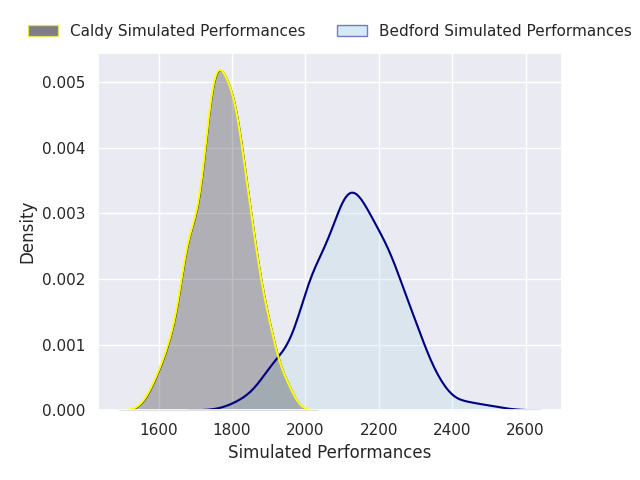 Caldy Simulated Performances Bedford Simulated Performances
0.005
0.004
0.003
0.002
0.001
0.000
Density
1600 1800 2000 2200 2400 2600
Simulated Performances